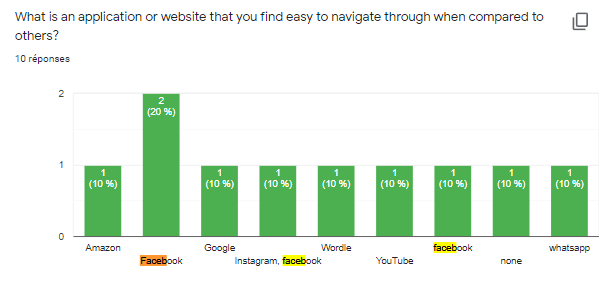 What is an application or website that you find easy to navigate through when compared to
others?
10 réponses
2
1
0
1
(10 %)
2
(20 %)
1
(10 %)
1
(10 %)
1
(10 %)
1
(10 %)
1
(10 %)
1
(10 %)
1
(10 %)
Amazon
Facebook
Google
Instagram, facebook
Wordle
YouTube
facebook
none
whatsapp